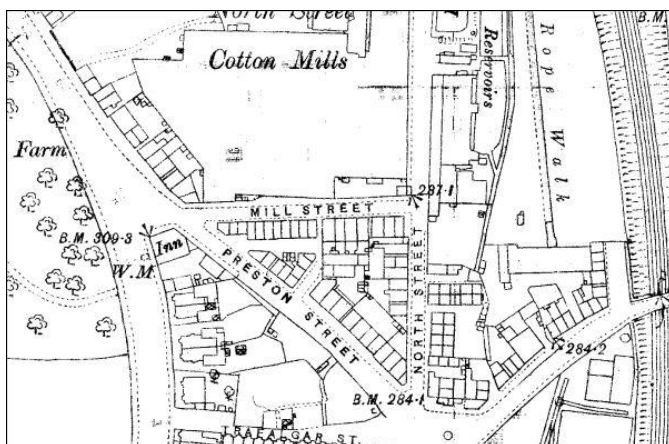 North Street
B.M.
Cotton Mills
Reservoirs
Rope Walk
Farm
287·1
MILL STREET
B.M. 309·3
Inn
W.M
PRESTON STREET
NORTH STREET
284·2
B.M. 284·1
TRAFALGAR ST.